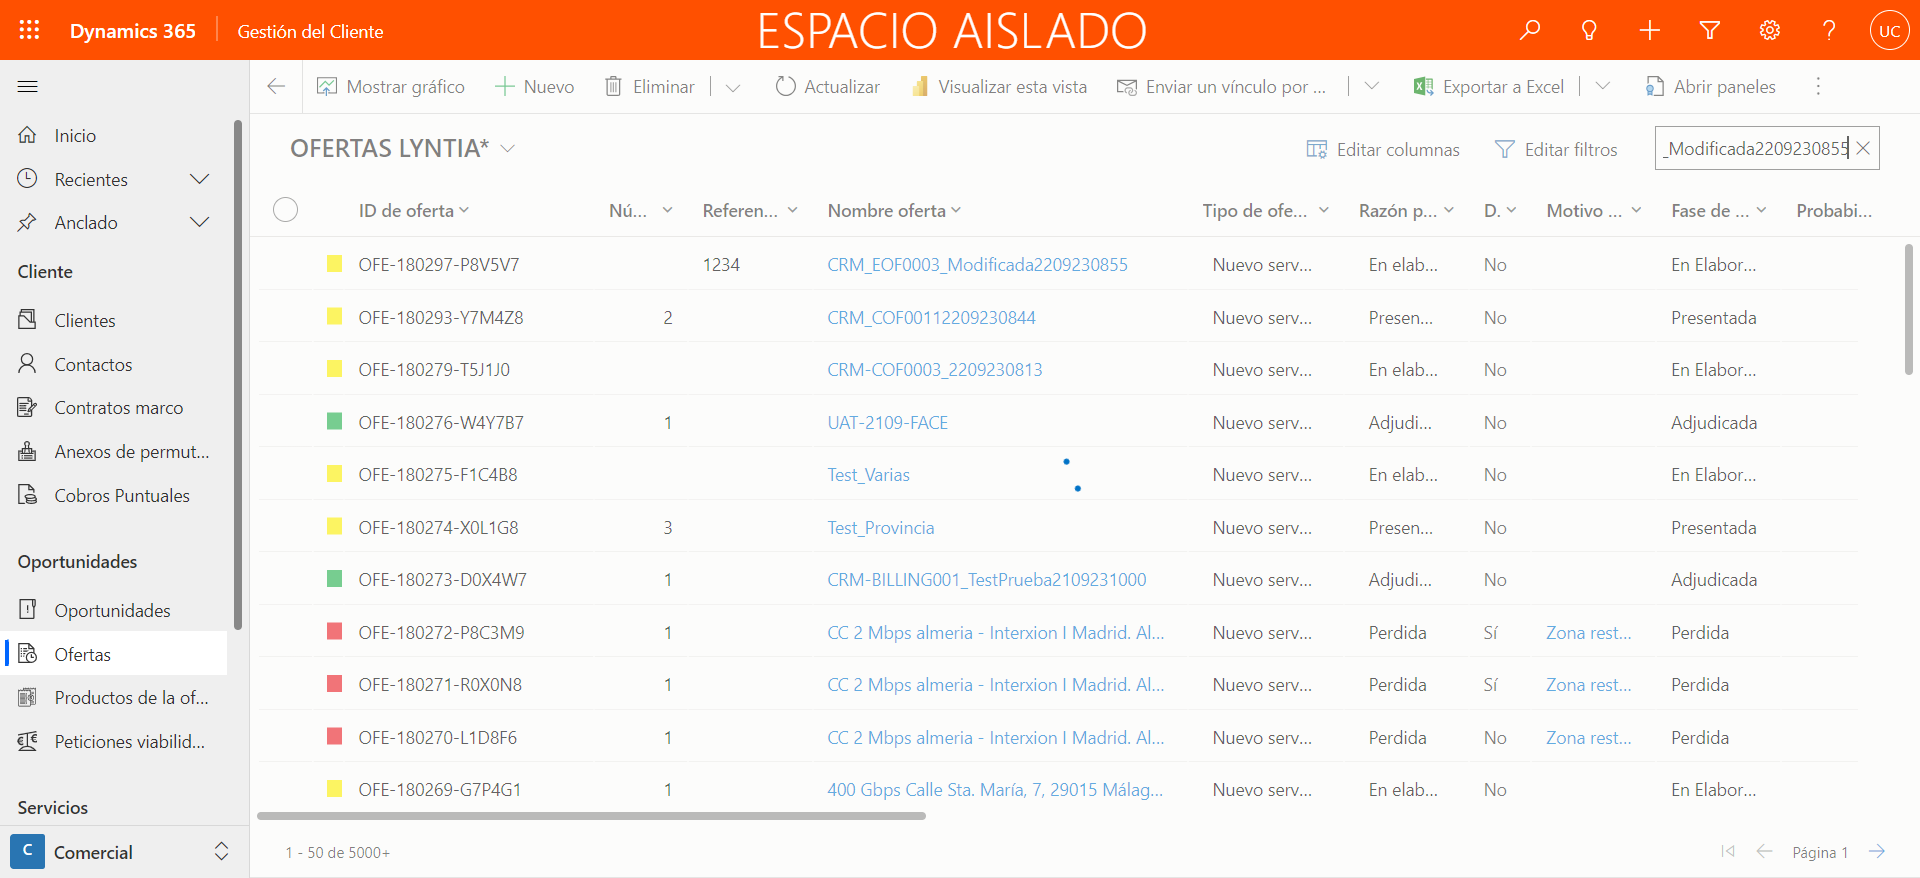 Dynamics 365
Gestión del Cliente
ESPACIO AISLADO
UC
Mostrar gráfico
Nuevo
Eliminar
Actualizar
Visualizar esta vista
Enviar un vínculo por ...
Exportar a Excel
Abrir paneles
Inicio
Recientes
Anclado
Cliente
Clientes
Contactos
Contratos marco
Anexos de permut...
Cobros Puntuales
Oportunidades
Oportunidades
Ofertas
Productos de la of...
Peticiones viabilid...
Servicios
C
Comercial
OFERTAS LYNTIA*
Editar columnas
Editar filtros
_Modificada2209230855
ID de oferta Nú... Referen... Nombre oferta Tipo de ofe... Razón p... D. Motivo ... Fase de ... Probabi...
OFE-180297-P8V5V7 1234 CRM_EOF0003_Modificada2209230855 Nuevo serv... En elab... No En Elabor...
OFE-180293-Y7M4Z8 2 CRM_COF00112209230844 Nuevo serv... Presen... No Presentada
OFE-180279-T5J1J0 CRM-COF0003_2209230813 Nuevo serv... En elab... No En Elabor...
OFE-180276-W4Y7B7 1 UAT-2109-FACE Nuevo serv... Adjudi... No Adjudicada
OFE-180275-F1C4B8 Test_Varias Nuevo serv... En elab... No En Elabor...
OFE-180274-X0L1G8 3 Test_Provincia Nuevo serv... Presen... No Presentada
OFE-180273-D0X4W7 1 CRM-BILLING001_TestPrueba2109231000 Nuevo serv... Adjudi... No Adjudicada
OFE-180272-P8C3M9 1 CC 2 Mbps almeria - Interxion I Madrid. Al... Nuevo serv... Perdida Sí Zona rest... Perdida
OFE-180271-R0X0N8 1 CC 2 Mbps almeria - Interxion I Madrid. Al... Nuevo serv... Perdida Sí Zona rest... Perdida
OFE-180270-L1D8F6 1 CC 2 Mbps almeria - Interxion I Madrid. Al... Nuevo serv... Perdida No Zona rest... Perdida
OFE-180269-G7P4G1 1 400 Gbps Calle Sta. María, 7, 29015 Málag... Nuevo serv... En elab... No En Elabor...
1 - 50 de 5000+
Página 1